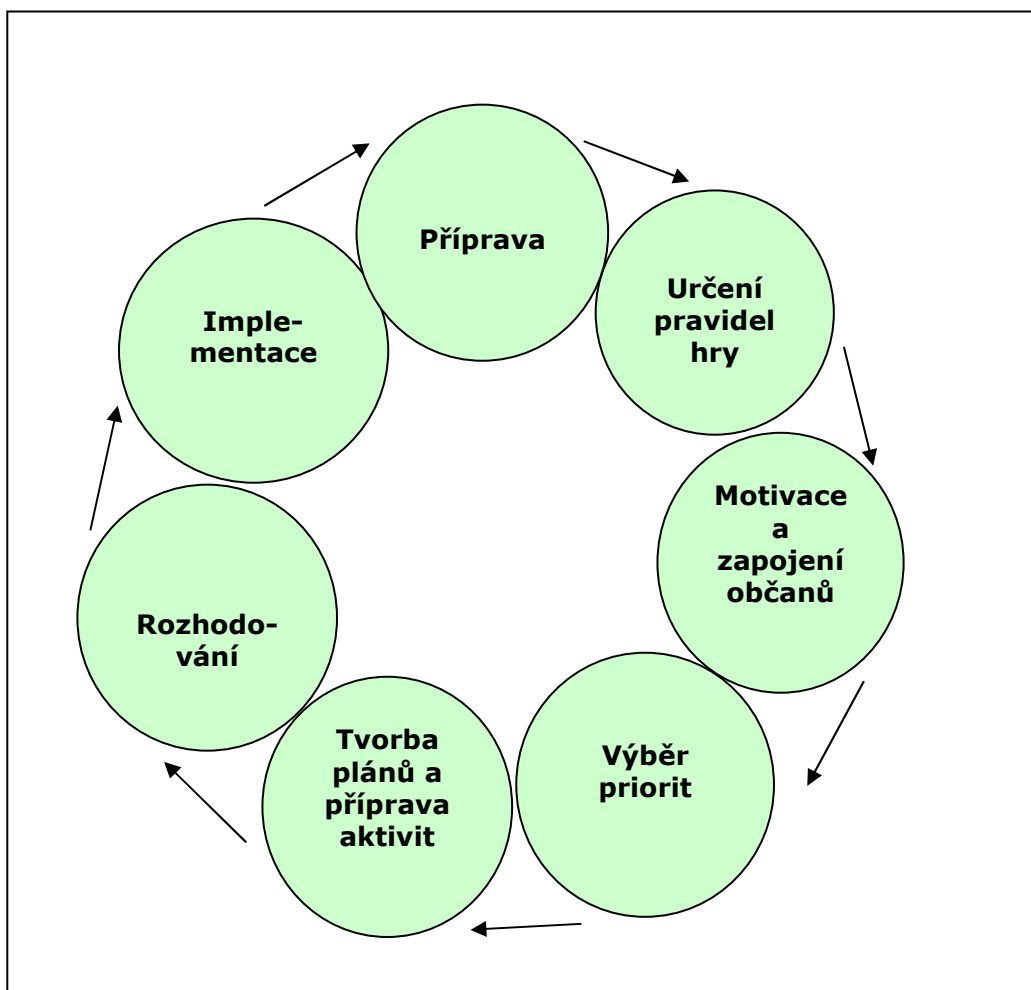 Příprava
Určení
pravidel
hry
Motivace
a
zapojení
občanů
Výběr
priorit
Tvorba
plánů a
příprava
aktivit
Rozhodo-
vání
Imple-
mentace